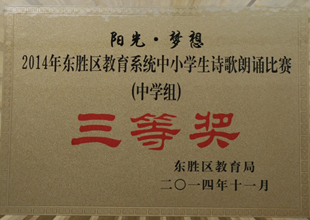 阳光·梦想
2014年东胜区教育系统中小学生诗歌朗诵比赛
(中学组)
三等奖
东胜区教育局
二〇一四年十一月